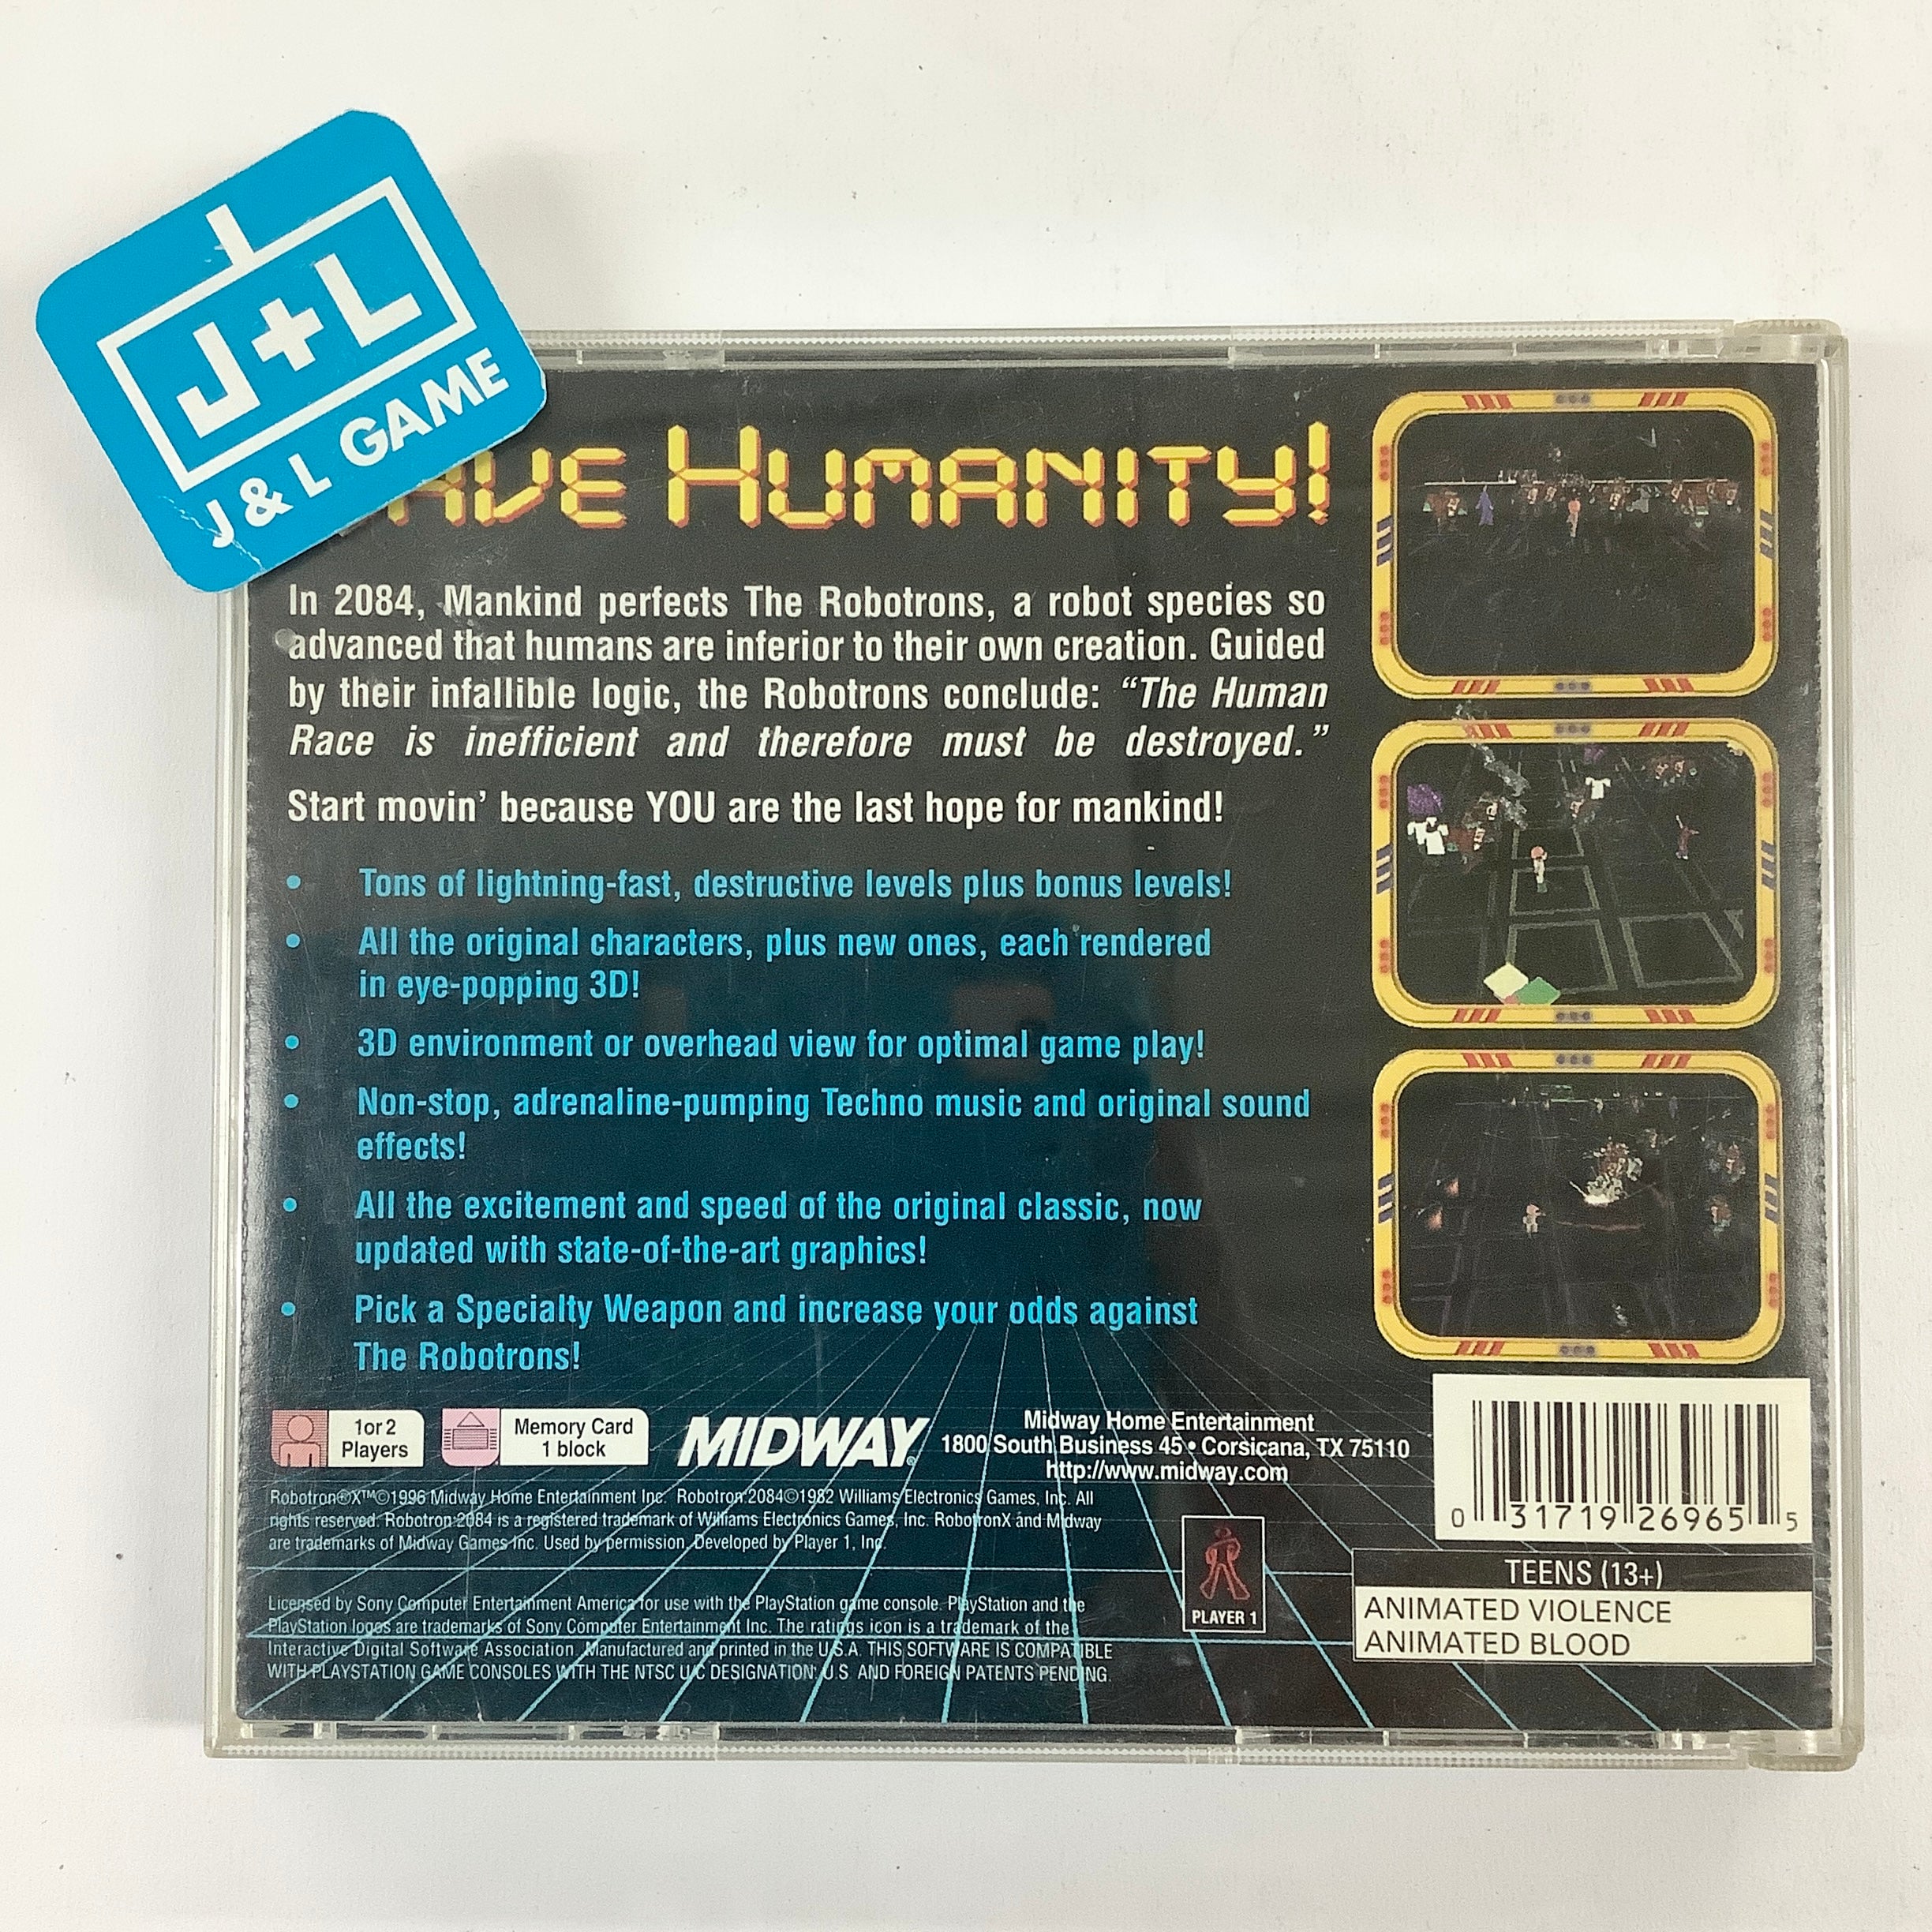 J+L
J & L GAME
AVE HUMANITY!
In 2084, Mankind perfects The Robotrons, a robot species so
advanced that humans are inferior to their own creation. Guided
by their infallible logic, the Robotrons conclude: “The Human
Race is inefficient and therefore must be destroyed.”
Start movin’ because YOU are the last hope for mankind!
• Tons of lightning-fast, destructive levels plus bonus levels!
• All the original characters, plus new ones, each rendered
in eye-popping 3D!
• 3D environment or overhead view for optimal game play!
• Non-stop, adrenaline-pumping Techno music and original sound
effects!
• All the excitement and speed of the original classic, now
updated with state-of-the-art graphics!
• Pick a Specialty Weapon and increase your odds against
The Robotrons!
1 or 2
Players
Memory Card
1 block
MIDWAY®
Midway Home Entertainment
1800 South Business 45 • Corsicana, TX 75110
http://www.midway.com
Robotron®X™©1996 Midway Home Entertainment Inc. Robotron:2084©1982 Williams Electronics Games, Inc. All
rights reserved. Robotron:2084 is a registered trademark of Williams Electronics Games, Inc. RobotronX and Midway
are trademarks of Midway Games Inc. Used by permission. Developed by Player 1, Inc.
Licensed by Sony Computer Entertainment America for use with the PlayStation game console. PlayStation and the
PlayStation logos are trademarks of Sony Computer Entertainment Inc. The ratings icon is a trademark of the
Interactive Digital Software Association. Manufactured and printed in the U.S.A. THIS SOFTWARE IS COMPATIBLE
WITH PLAYSTATION GAME CONSOLES WITH THE NTSC U/C DESIGNATION. U.S. AND FOREIGN PATENTS PENDING.
PLAYER 1
0 31719 26965 5
TEENS (13+)
ANIMATED VIOLENCE
ANIMATED BLOOD